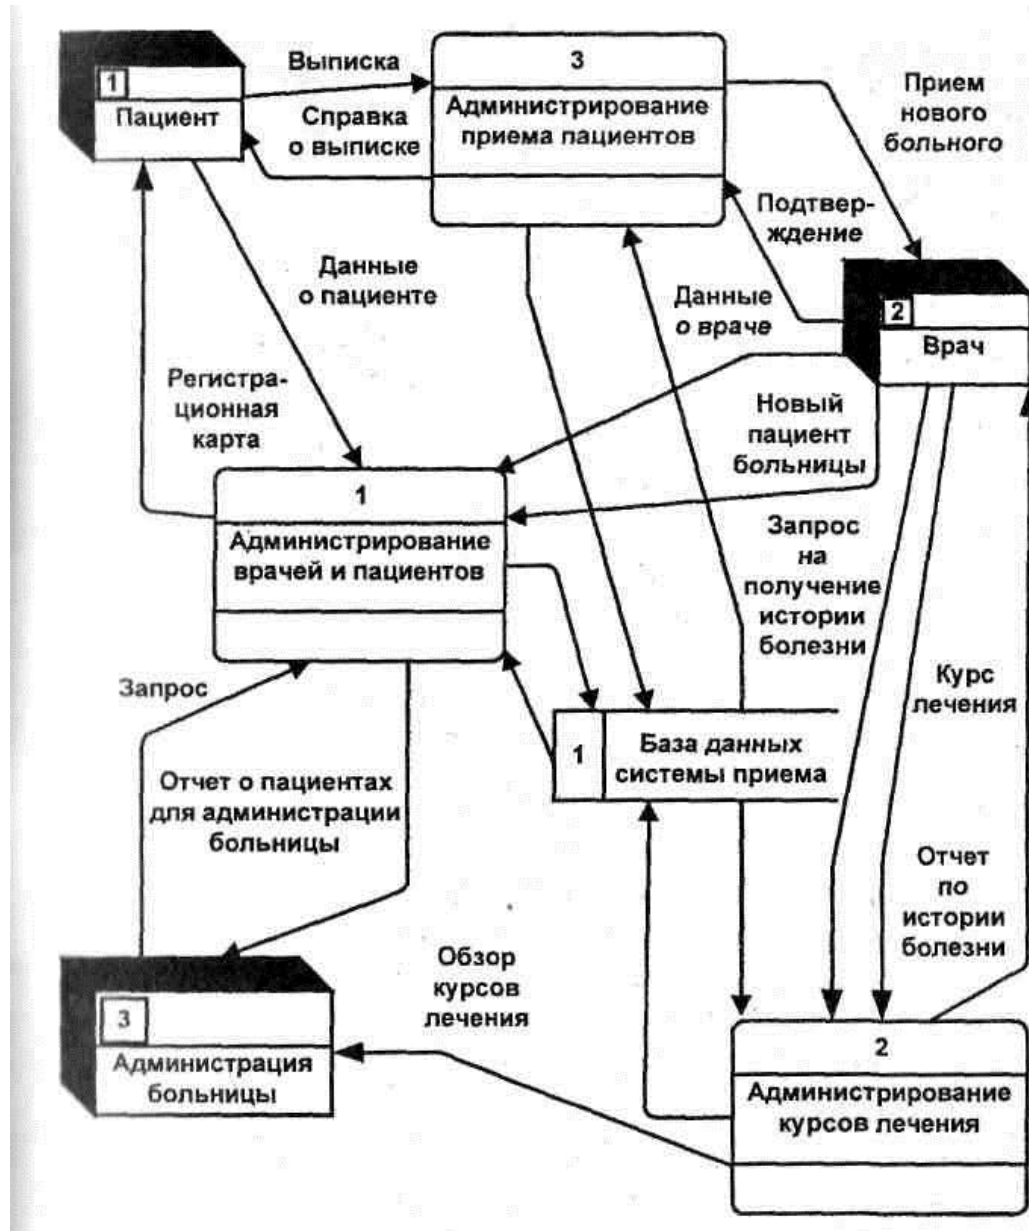 1
Пациент
Выписка
Справка
о выписке
3
Администрирование
приема пациентов
Прием
нового
больного
Подтвер-
ждение
Данные
о пациенте
Данные
о враче
2
Врач
Регистра-
ционная
карта
Новый
пациент
больницы
1
Администрирование
врачей и пациентов
Запрос
на
получение
истории
болезни
Запрос
Курс
лечения
1
База данных
системы приема
Отчет о пациентах
для администрации
больницы
Отчет
по
истории
болезни
Обзор
курсов
лечения
3
Администрация
больницы
2
Администрирование
курсов лечения